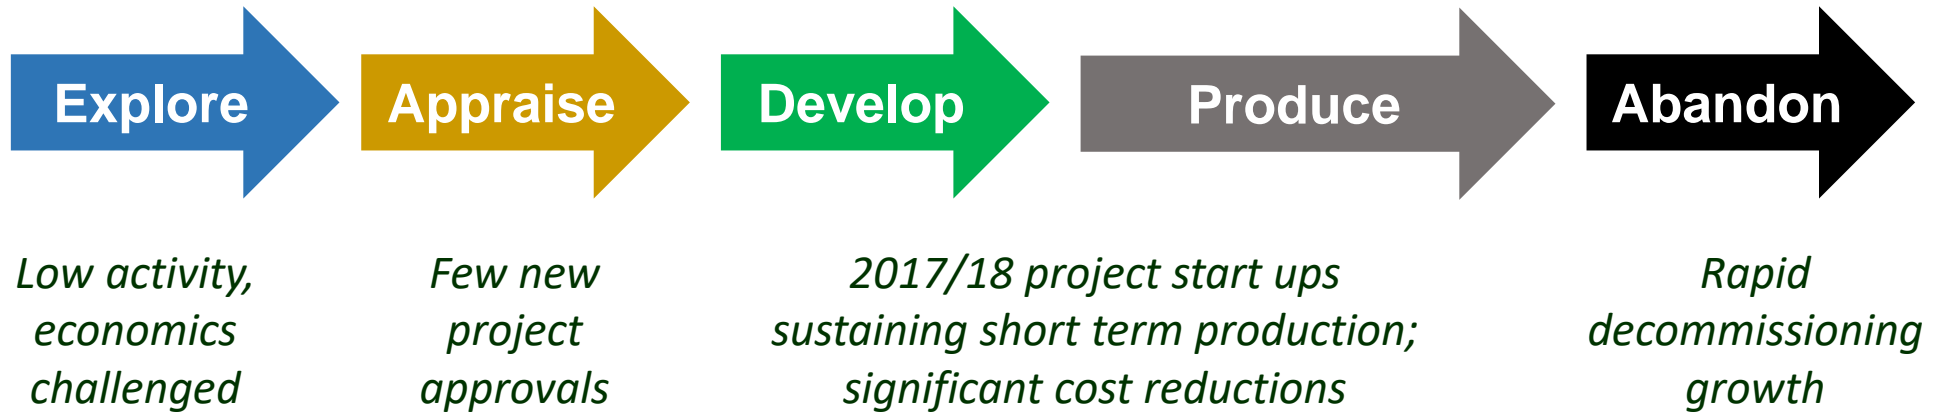 Explore
Appraise
Develop
Produce
Abandon
Low activity,
economics
challenged
Few new
project
approvals
2017/18 project start ups
sustaining short term production;
significant cost reductions
Rapid
decommissioning
growth